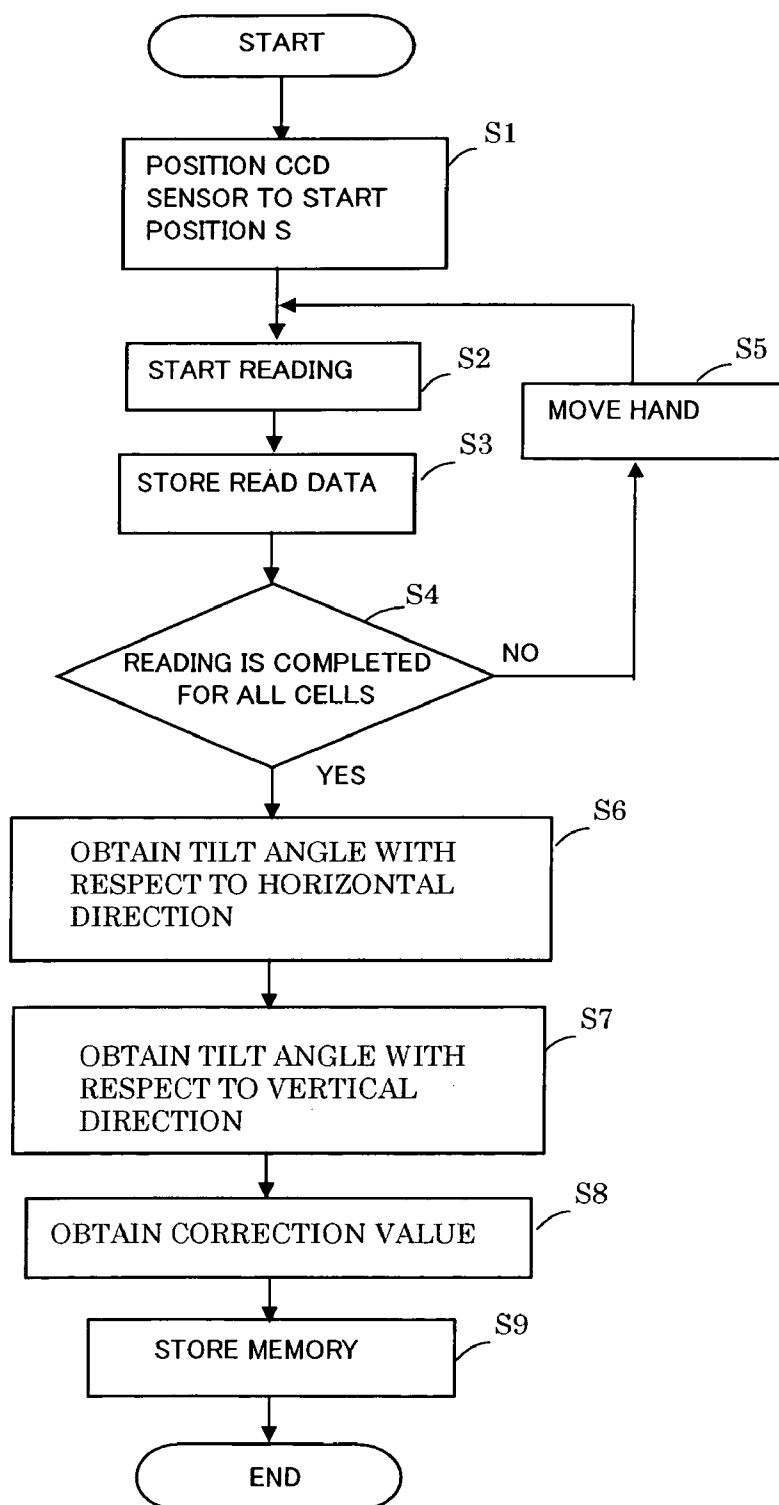 START
S1
POSITION CCD
SENSOR TO START
POSITION S
START READING
S2
S5
MOVE HAND
STORE READ DATA
S3
S4
READING IS COMPLETED
FOR ALL CELLS
NO
YES
S6
OBTAIN TILT ANGLE WITH
RESPECT TO HORIZONTAL
DIRECTION
S7
OBTAIN TILT ANGLE WITH
RESPECT TO VERTICAL
DIRECTION
S8
OBTAIN CORRECTION VALUE
S9
STORE MEMORY
END